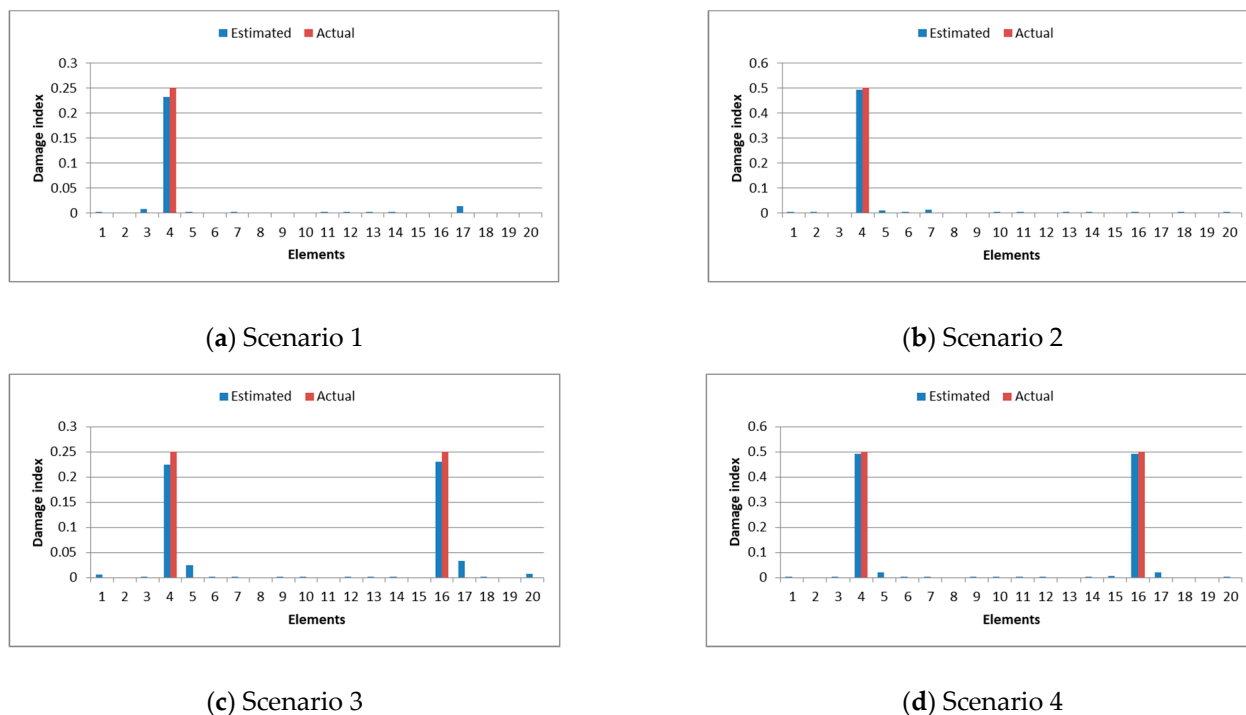 Estimated Actual
0.3
0.25
0.2
0.15
0.1
0.05
0
Damage index
1 2 3 4 5 6 7 8 9 10 11 12 13 14 15 16 17 18 19 20
Elements
(a) Scenario 1
Estimated Actual
0.6
0.5
0.4
0.3
0.2
0.1
0
Damage index
1 2 3 4 5 6 7 8 9 10 11 12 13 14 15 16 17 18 19 20
Elements
(b) Scenario 2
Estimated Actual
0.3
0.25
0.2
0.15
0.1
0.05
0
Damage index
1 2 3 4 5 6 7 8 9 10 11 12 13 14 15 16 17 18 19 20
Elements
(c) Scenario 3
Estimated Actual
0.6
0.5
0.4
0.3
0.2
0.1
0
Damage index
1 2 3 4 5 6 7 8 9 10 11 12 13 14 15 16 17 18 19 20
Elements
(d) Scenario 4